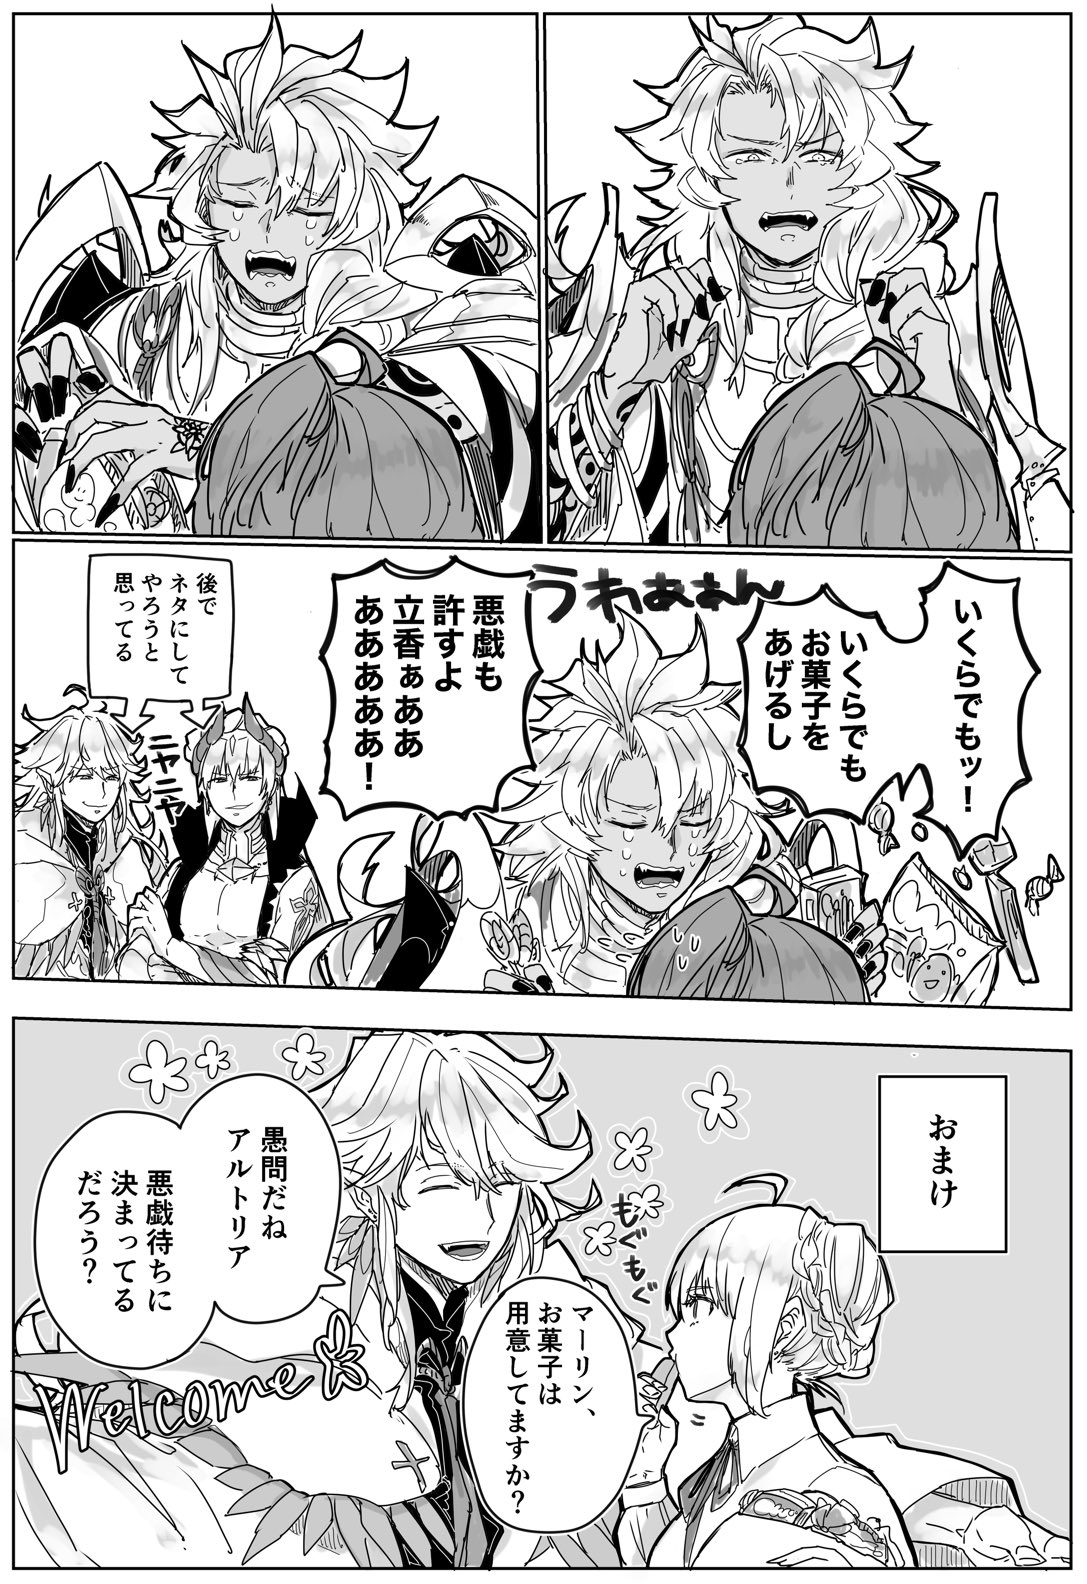 いくらでもッ！
いくらでも
お菓子を
あげるし
うわぁぁぁん
悪戯も
許すよ
立香ぁああ
あああああ！
後で
ネタにして
やろうと
思ってる
ニヤニヤ
おまけ
もぐもぐ
マーリン、
お菓子は
用意してますか？
愚問だね
アルトリア
悪戯待ちに
決まってる
だろう？
Welcome